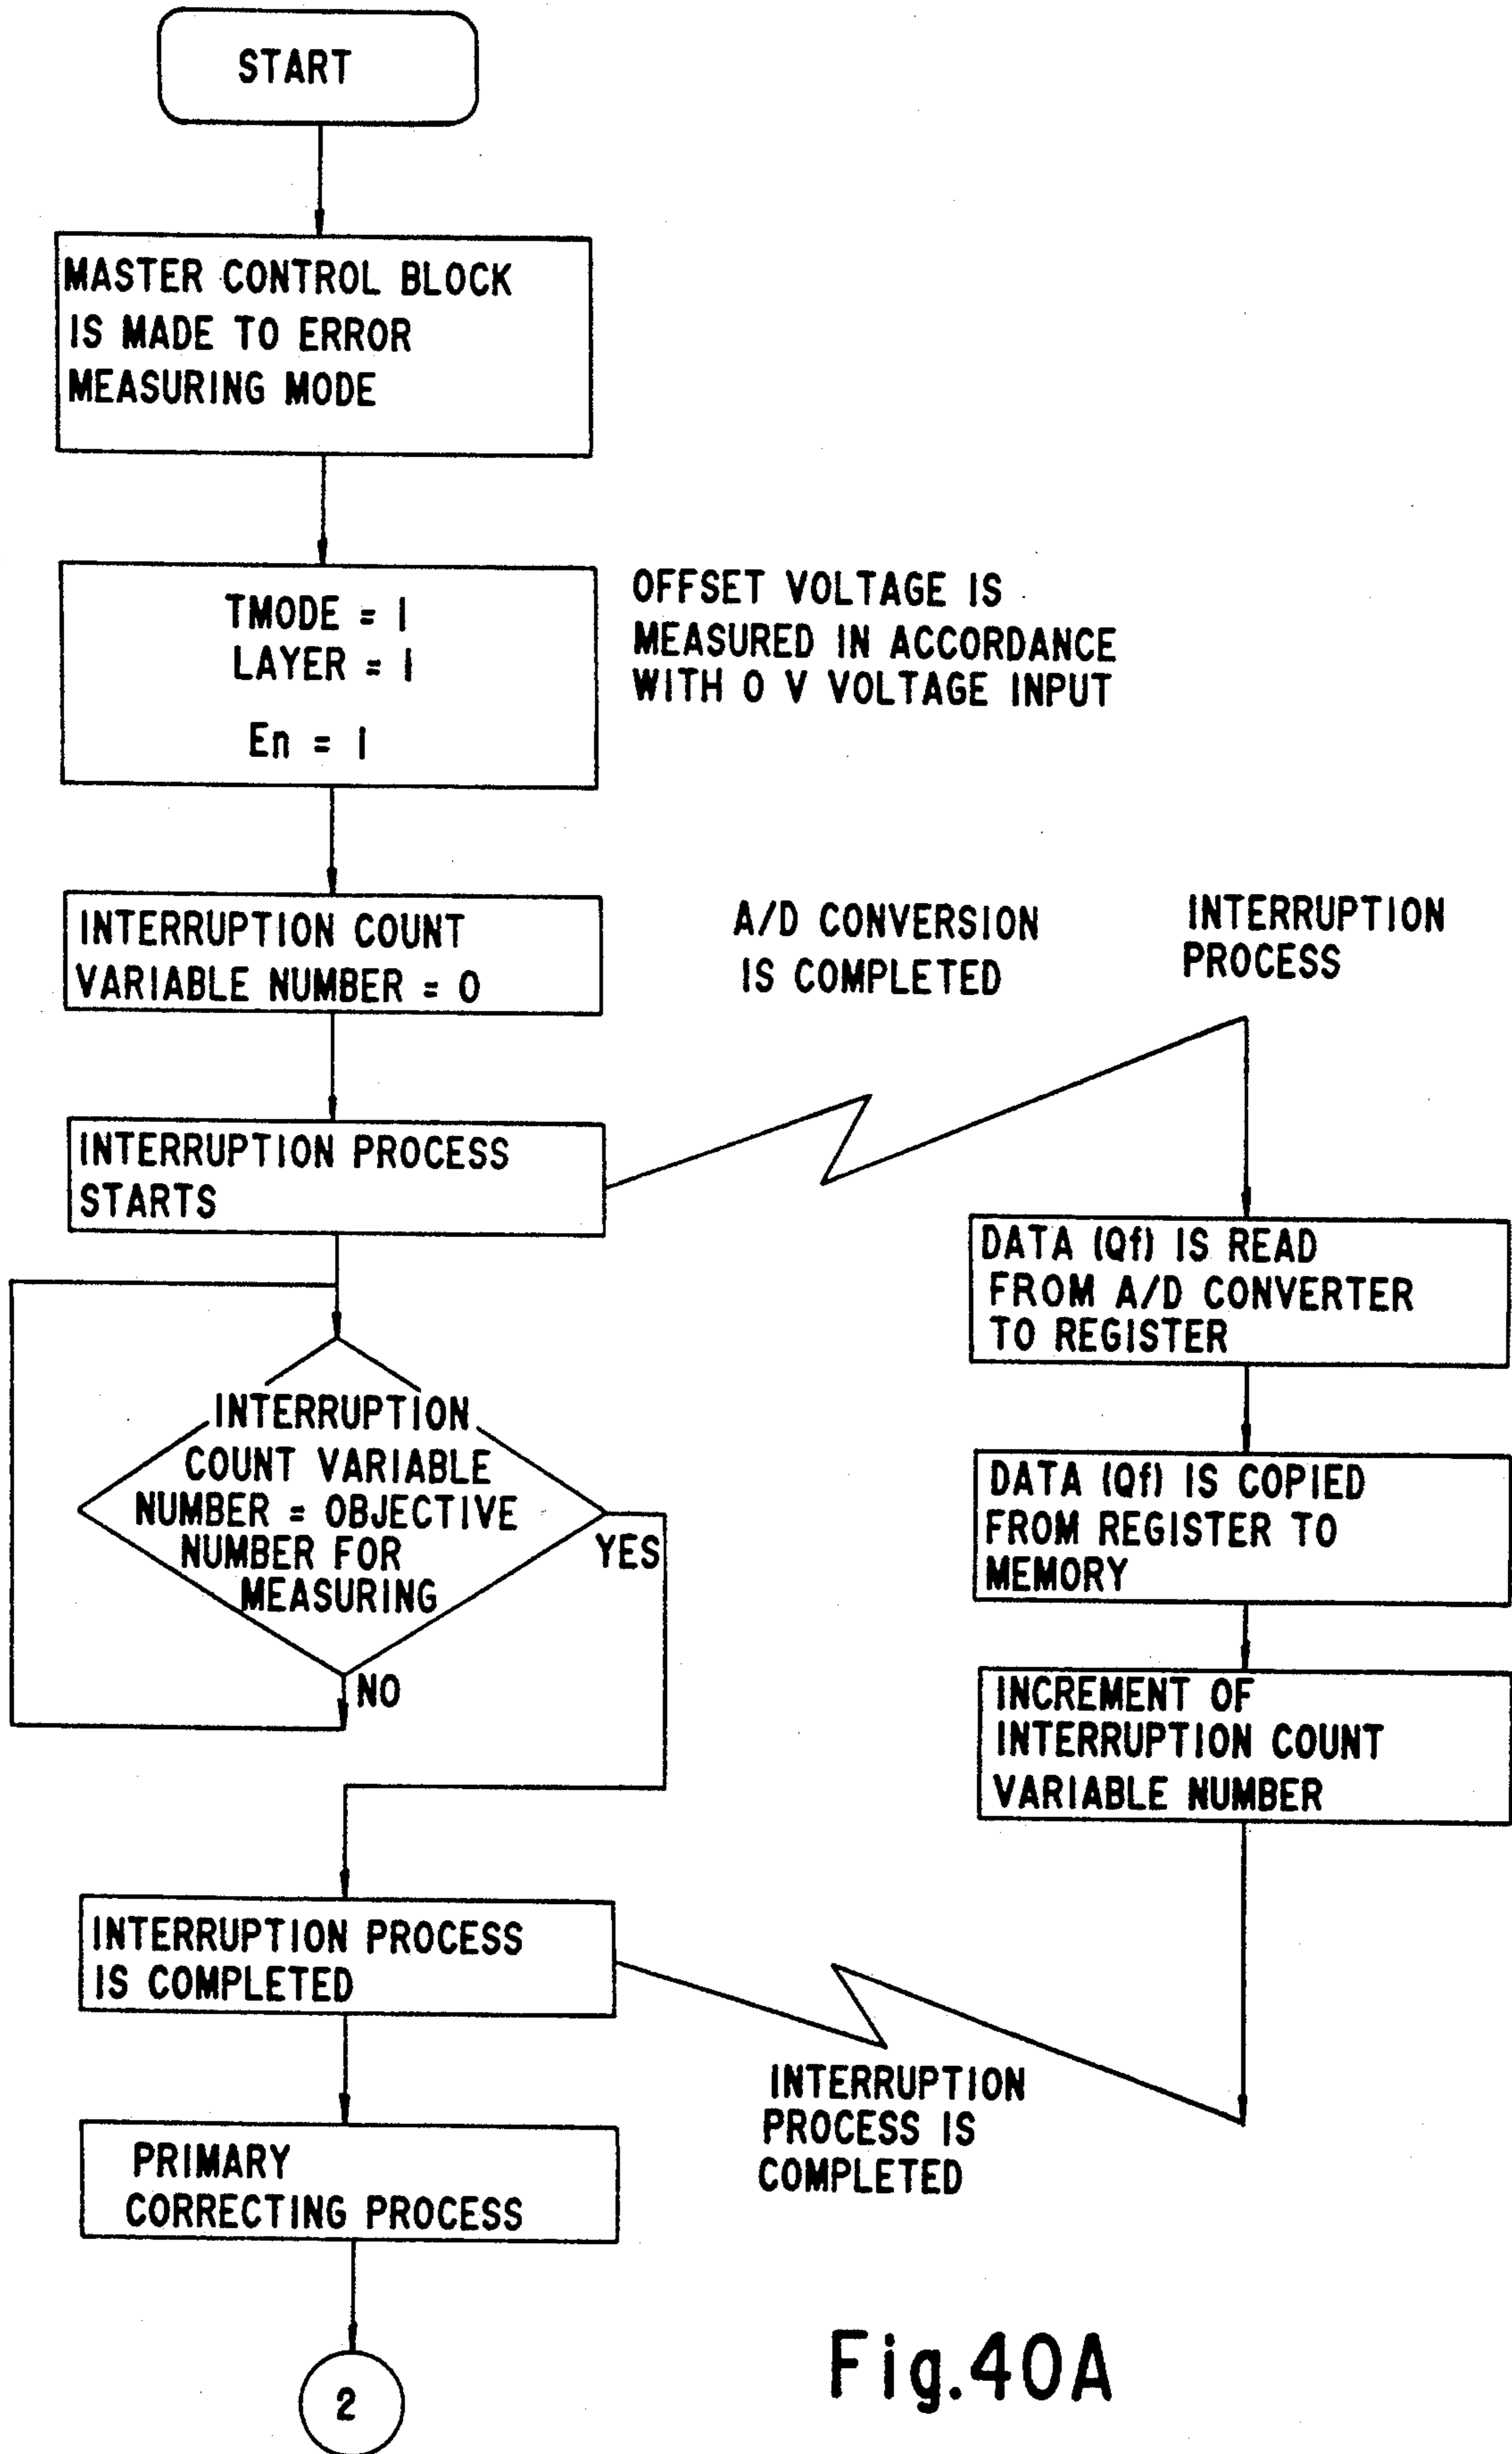 START
MASTER CONTROL BLOCK
IS MADE TO ERROR
MEASURING MODE
TMODE = 1
LAYER = 1
En = 1
OFFSET VOLTAGE IS
MEASURED IN ACCORDANCE
WITH 0 V VOLTAGE INPUT
INTERRUPTION COUNT
VARIABLE NUMBER = 0
A/D CONVERSION
IS COMPLETED
INTERRUPTION
PROCESS
INTERRUPTION PROCESS
STARTS
DATA (Qf) IS READ
FROM A/D CONVERTER
TO REGISTER
INTERRUPTION
COUNT VARIABLE
NUMBER = OBJECTIVE
NUMBER FOR
MEASURING
YES
NO
DATA (Qf) IS COPIED
FROM REGISTER TO
MEMORY
INCREMENT OF
INTERRUPTION COUNT
VARIABLE NUMBER
INTERRUPTION PROCESS
IS COMPLETED
INTERRUPTION
PROCESS IS
COMPLETED
PRIMARY
CORRECTING PROCESS
2
Fig.40A